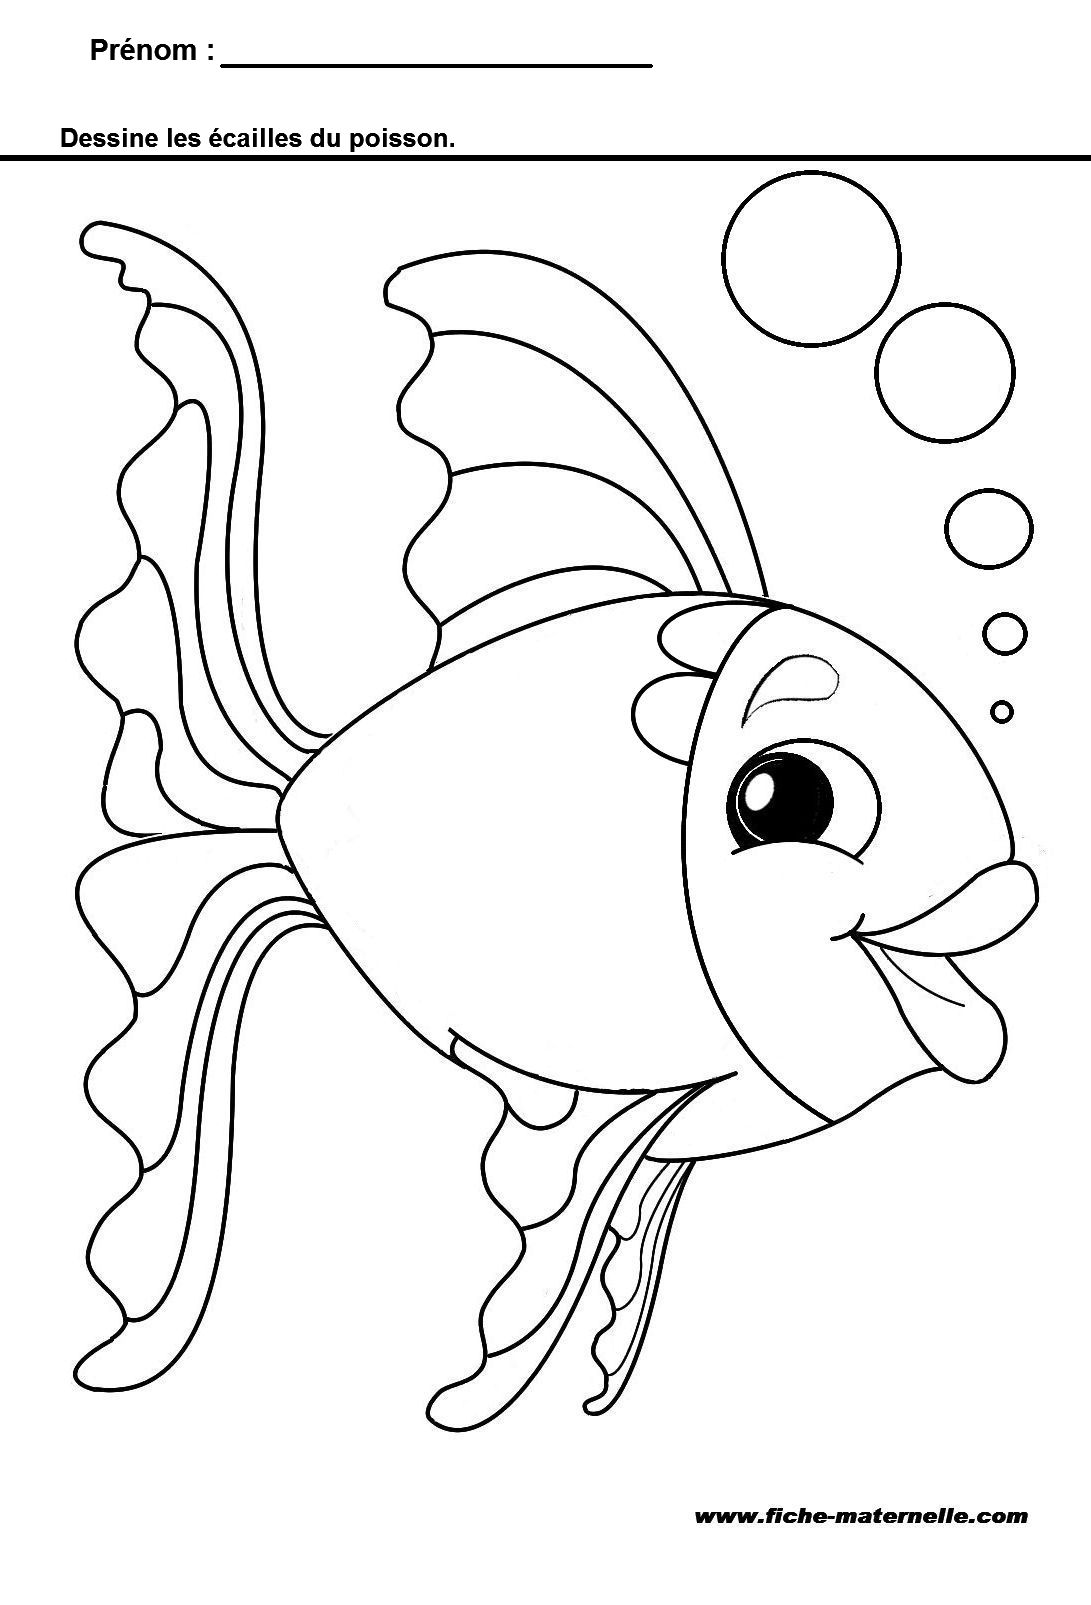 Prénom :
Dessine les écailles du poisson.
www.fiche-maternelle.com